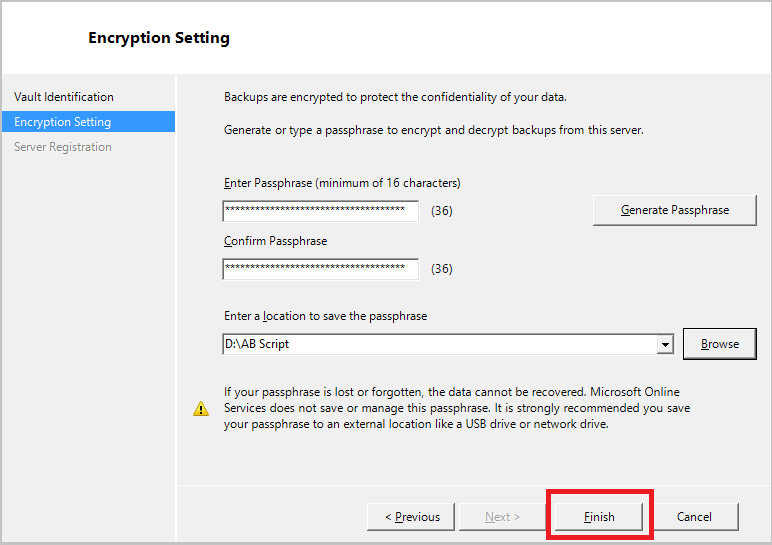 Encryption Setting
Vault Identification
Encryption Setting
Server Registration
Backups are encrypted to protect the confidentiality of your data.
Generate or type a passphrase to encrypt and decrypt backups from this server.
Enter Passphrase (minimum of 16 characters)
************************************ (36)
Generate Passphrase
Confirm Passphrase
************************************ (36)
Enter a location to save the passphrase
D:\AB Script
Browse
If your passphrase is lost or forgotten, the data cannot be recovered. Microsoft Online
Services does not save or manage this passphrase. It is strongly recommended you save
your passphrase to an external location like a USB drive or network drive.
< Previous Next > Finish Cancel